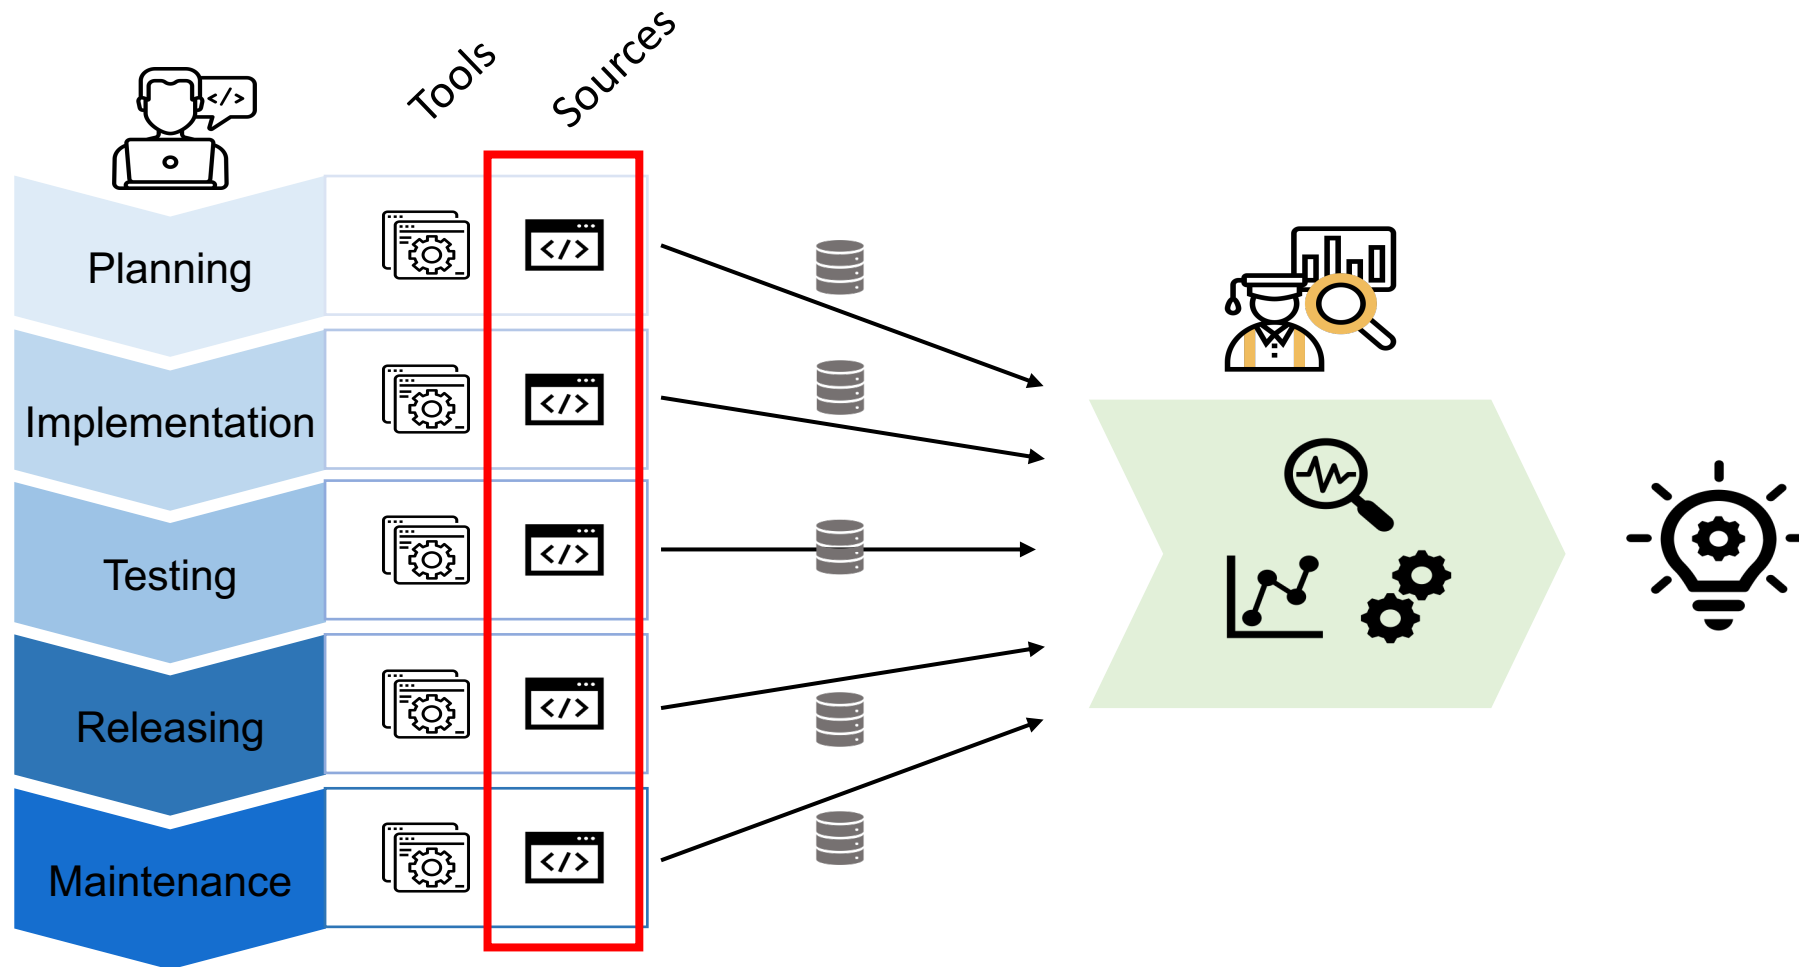 Tools
Sources
</>
Planning
</>
Implementation
</>
Testing
</>
Releasing
</>
Maintenance
</>